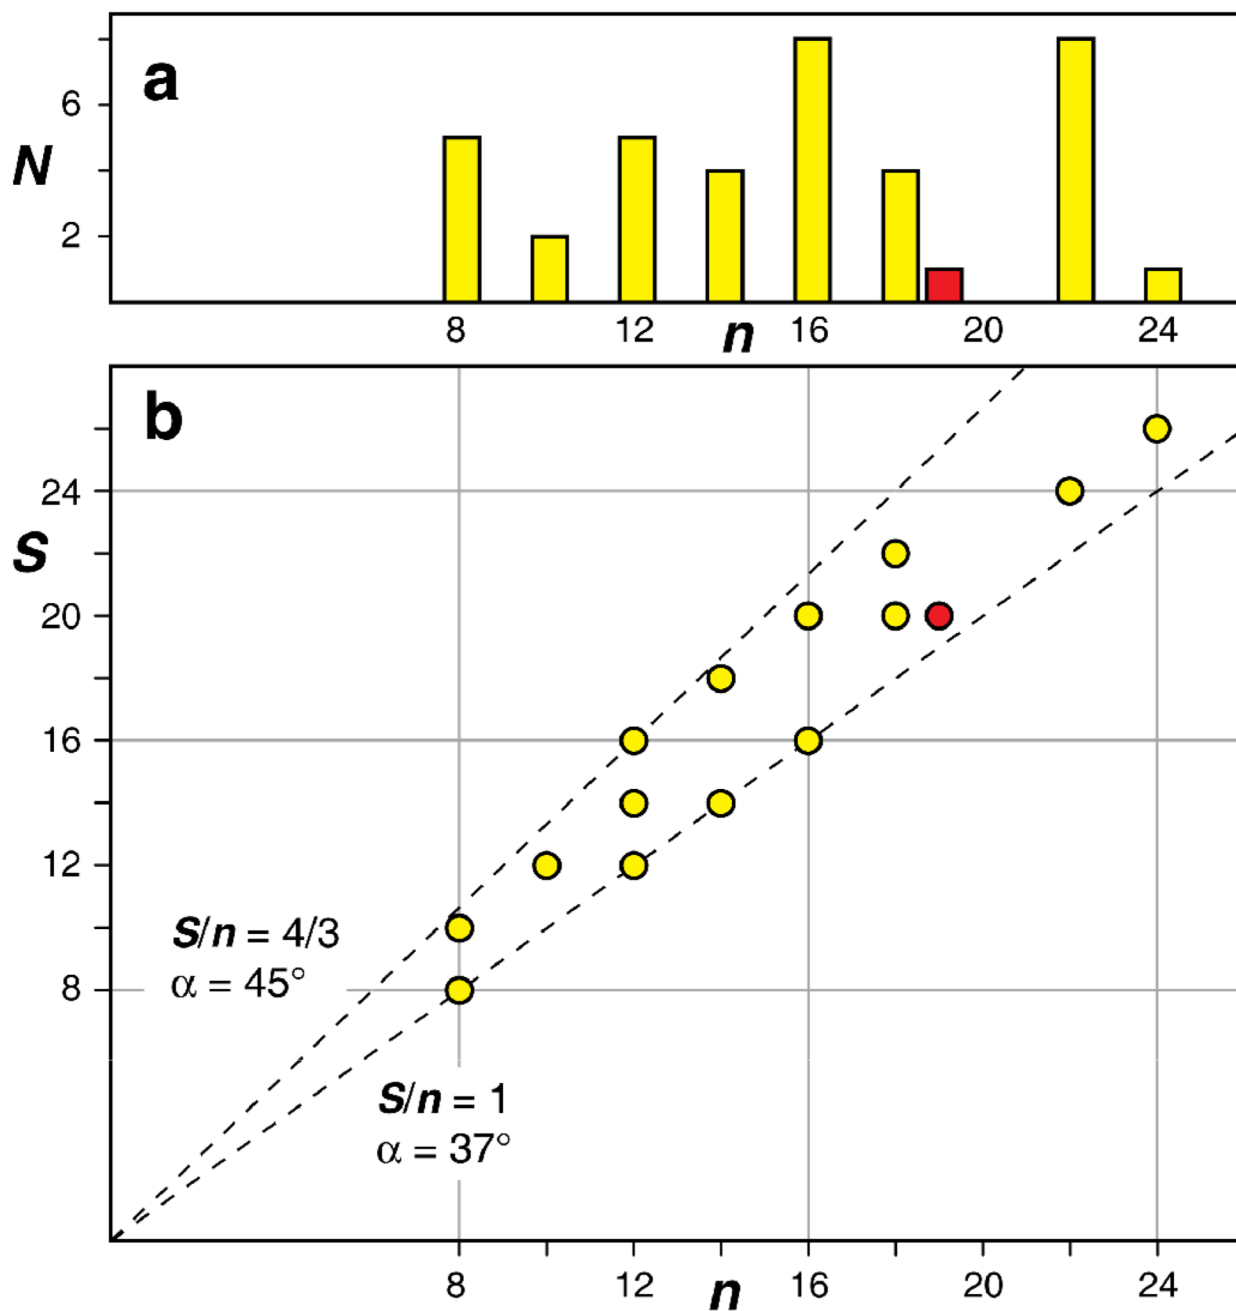 a
6
N
2
8 12 n 16 20 24
b
24
S
20
16
12
S/n = 4/3
α = 45°
8
S/n = 1
α = 37°
8 12 n 16 20 24